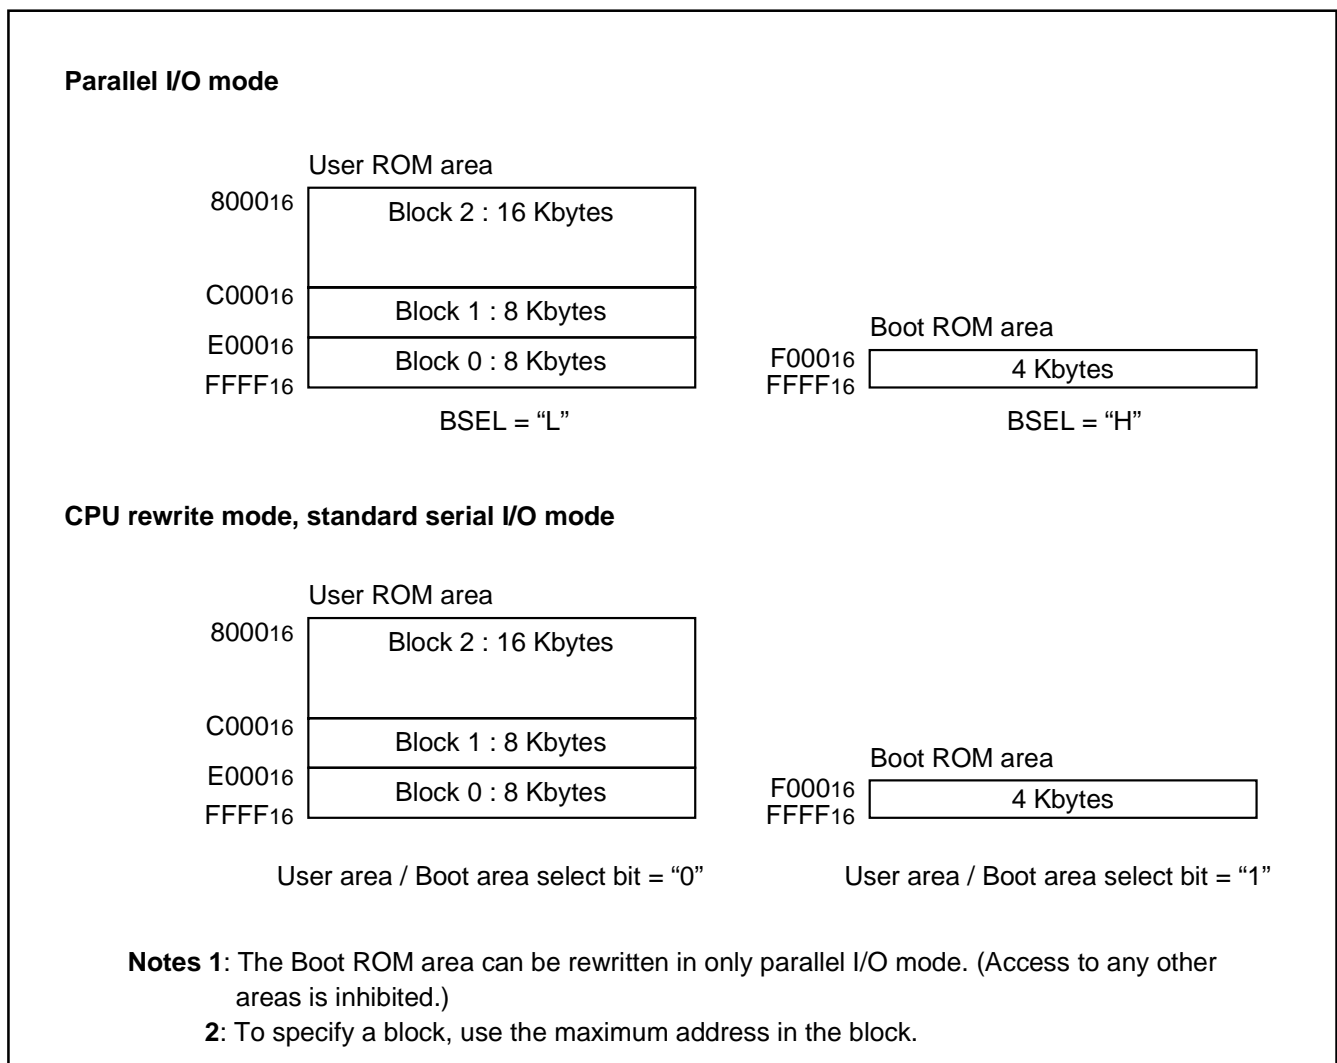 Parallel I/O mode
User ROM area
800016
Block 2 : 16 Kbytes
C00016
Block 1 : 8 Kbytes
E00016
Block 0 : 8 Kbytes
FFFF16
BSEL = “L”
Boot ROM area
F00016
4 Kbytes
FFFF16
BSEL = “H”
CPU rewrite mode, standard serial I/O mode
User ROM area
800016
Block 2 : 16 Kbytes
C00016
Block 1 : 8 Kbytes
E00016
Block 0 : 8 Kbytes
FFFF16
User area / Boot area select bit = “0”
Boot ROM area
F00016
4 Kbytes
FFFF16
User area / Boot area select bit = “1”
Notes 1: The Boot ROM area can be rewritten in only parallel I/O mode. (Access to any other
areas is inhibited.)
2: To specify a block, use the maximum address in the block.